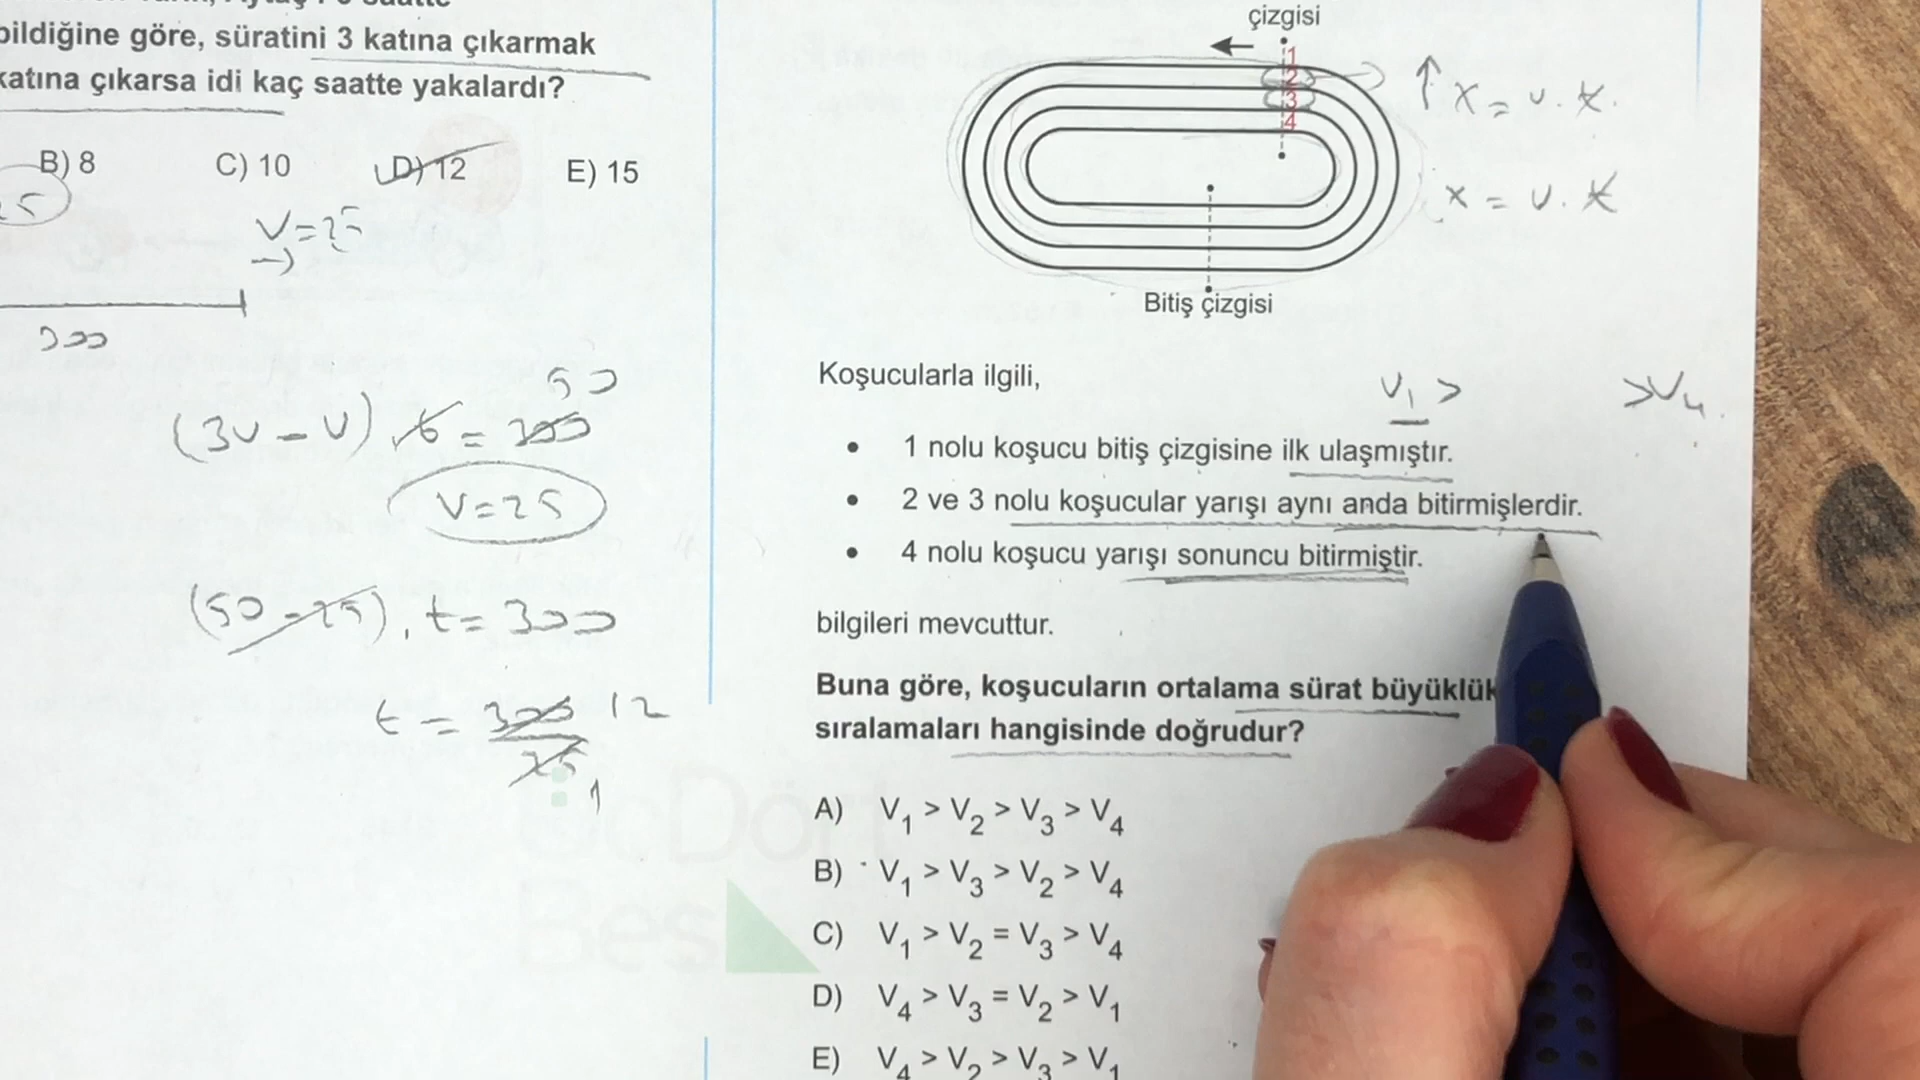 bildiğine göre, süratini 3 katına çıkarmak
katına çıkarsa idi kaç saatte yakalardı?
B) 8 C) 10 D) 12 E) 15
V=25
300
(3V - V) . 6 = 300 50
V=25
(50 - 25) . t = 300
t = 300 12
25 1
çizgisi
1
2
3
4
x = v . t.
x = v . t
Bitiş çizgisi
Koşucularla ilgili,
V1 > > V4.
• 1 nolu koşucu bitiş çizgisine ilk ulaşmıştır.
• 2 ve 3 nolu koşucular yarışı aynı anda bitirmişlerdir.
• 4 nolu koşucu yarışı sonuncu bitirmiştir.
bilgileri mevcuttur.
Buna göre, koşucuların ortalama sürat büyüklük
sıralamaları hangisinde doğrudur?
A) V1 > V2 > V3 > V4
B) V1 > V3 > V2 > V4
C) V1 > V2 = V3 > V4
D) V4 > V3 = V2 > V1
E) V4 > V2 > V3 > V1
ÜçDört
Beş